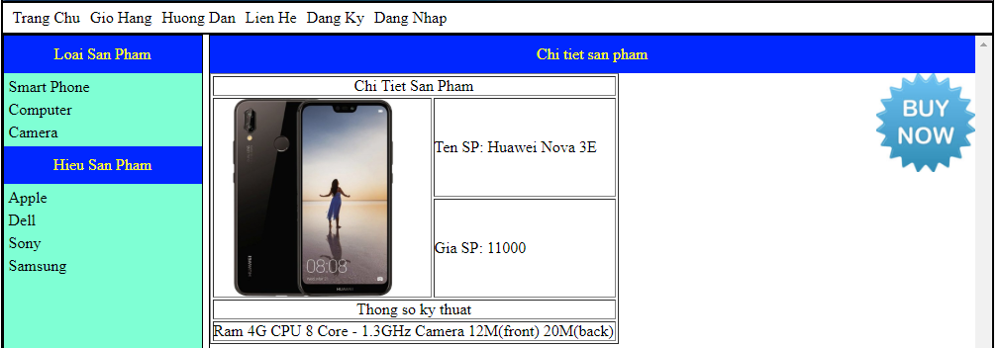 Trang Chu Gio Hang Huong Dan Lien He Dang Ky Dang Nhap
Loai San Pham
Smart Phone
Computer
Camera
Hieu San Pham
Apple
Dell
Sony
Samsung
Chi tiet san pham
Chi Tiet San Pham
08:08
HUAWEI
Ten SP: Huawei Nova 3E
Gia SP: 11000
Thong so ky thuat
Ram 4G CPU 8 Core - 1.3GHz Camera 12M(front) 20M(back)
BUY
NOW